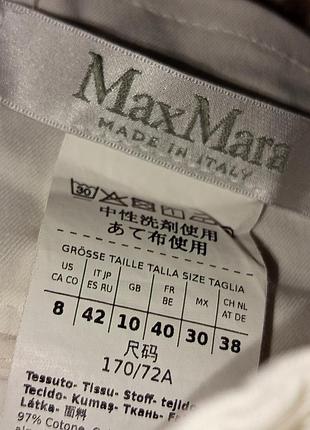 MaxMara
MADE IN ITALY
30
中性洗剤使用
あて布使用
GRÖSSE TAILLE TALLA SIZE TAGLIA
US IT JP GB FR MX CH NL
CA CO ES RU BE AT DE
8 42 10 40 30 38
尺码
170/72A
Tessuto- Tissu- Stoff- tejid
Tecido- Kumaş- Ткань- F
Látka- 面料
97% Cotone